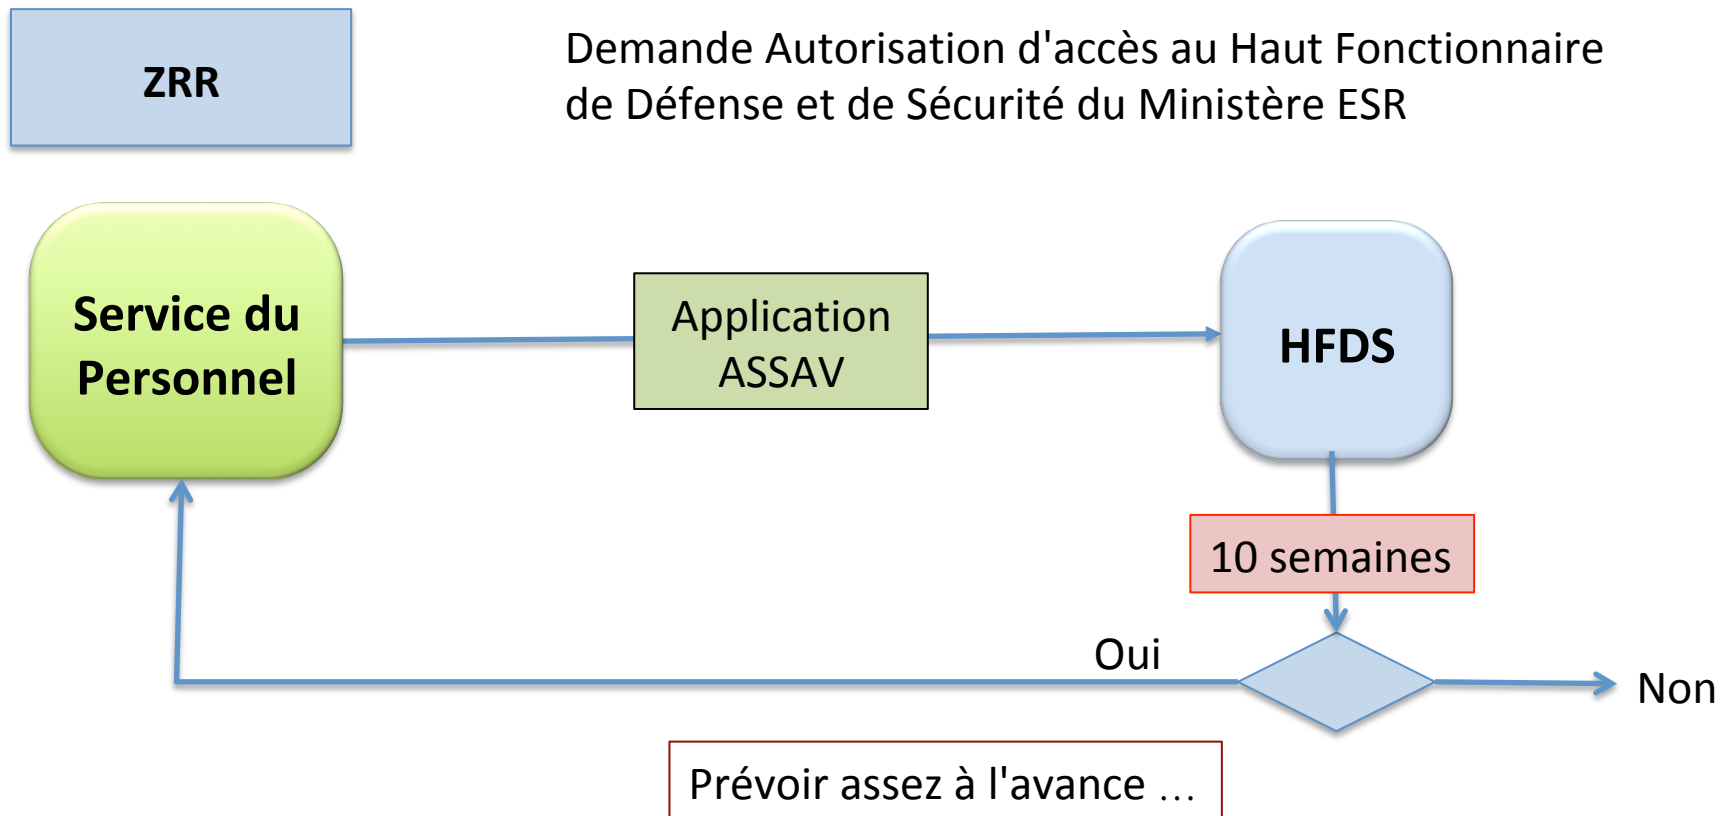 ZRR
Demande Autorisation d'accès au Haut Fonctionnaire
de Défense et de Sécurité du Ministère ESR
Service du
Personnel
Application
ASSAV
HFDS
10 semaines
Oui
Non
Prévoir assez à l'avance ...